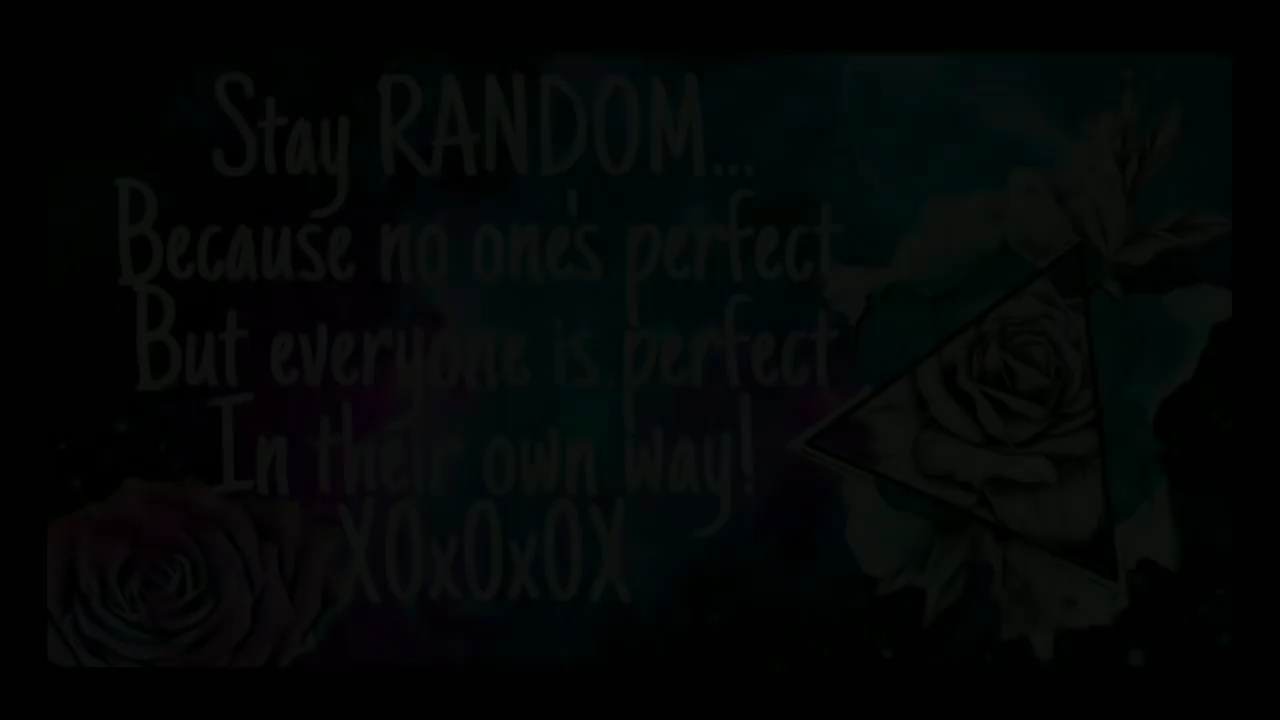 Stay RANDOM...
Because no one's perfect
But everyone is perfect
In their own way!
XOxOxOX